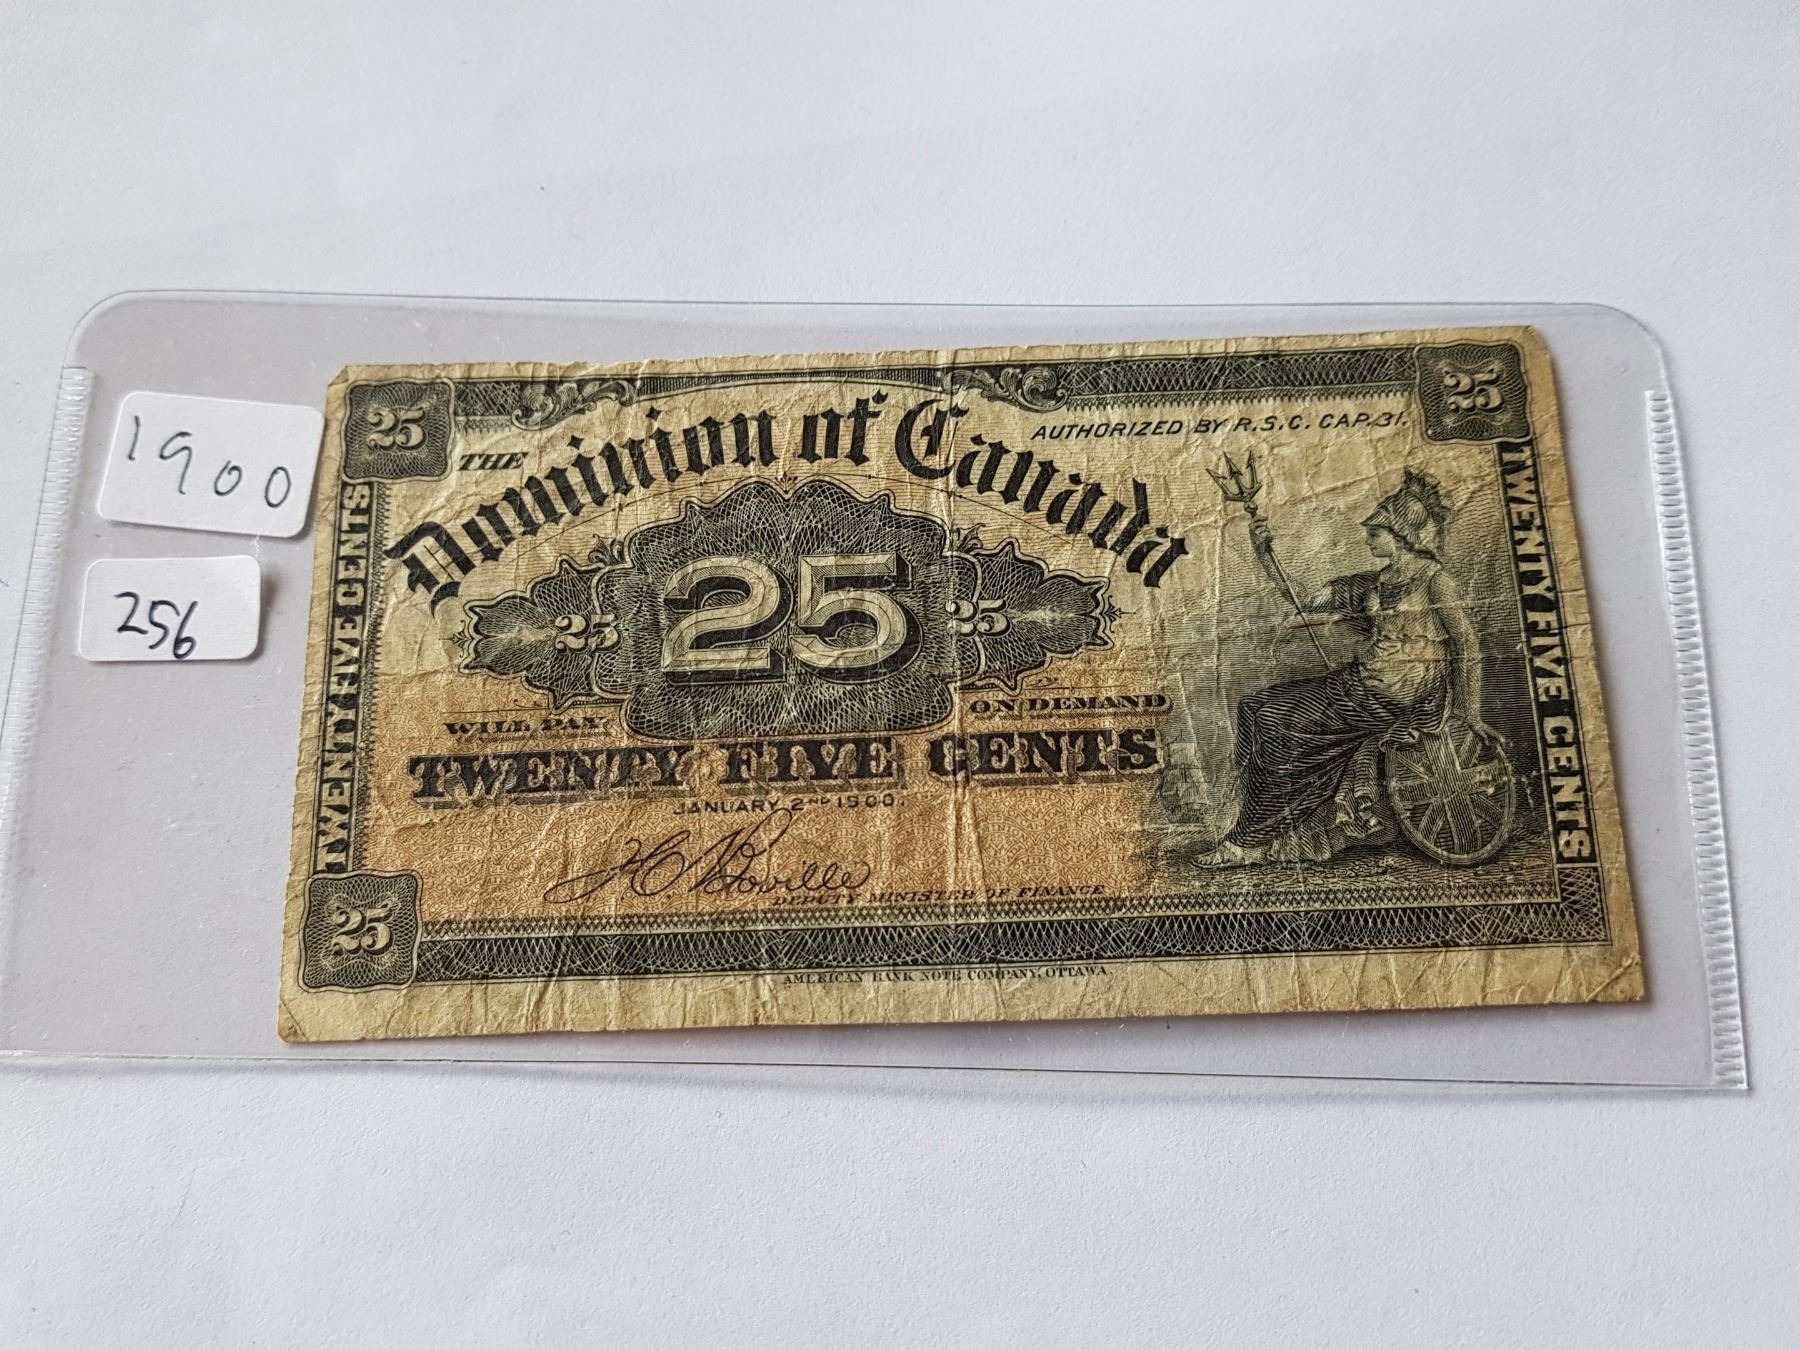 1900
256
25
25
THE
Dominion of Canada
AUTHORIZED BY R.S.C. CAP. 31.
25 25 25
WILL PAY ON DEMAND
TWENTY FIVE CENTS
JANUARY 2ND 1900.
H C Boville
DEPUTY MINISTER OF FINANCE
25
TWENTY FIVE CENTS
TWENTY FIVE CENTS
AMERICAN BANK NOTE COMPANY, OTTAWA.